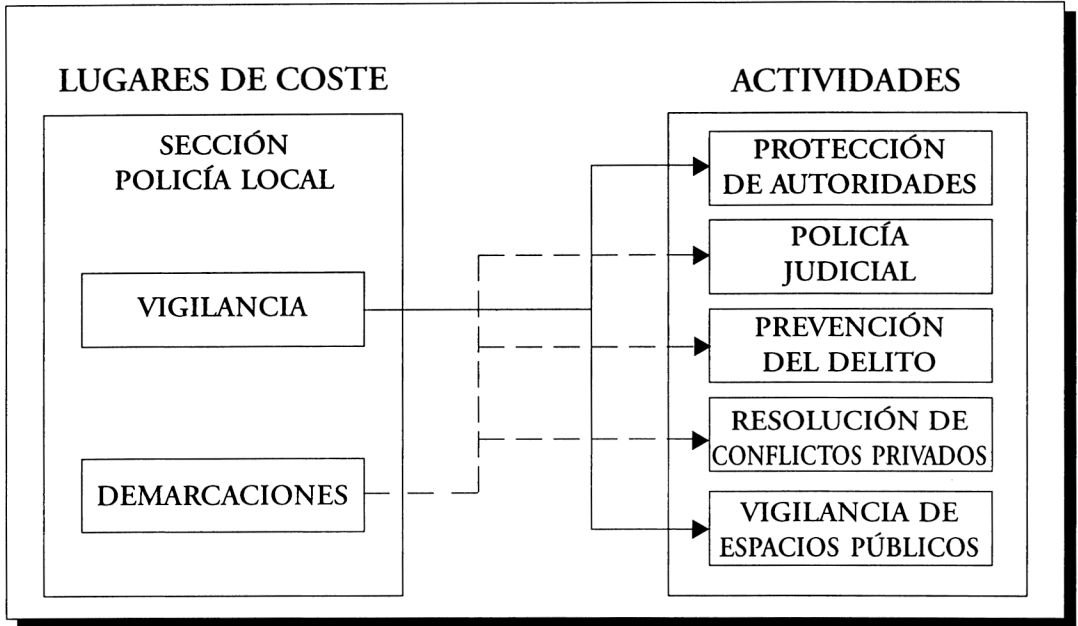 LUGARES DE COSTE
SECCIÓN
POLICÍA LOCAL
VIGILANCIA
DEMARCACIONES
ACTIVIDADES
PROTECCIÓN
DE AUTORIDADES
POLICÍA
JUDICIAL
PREVENCIÓN
DEL DELITO
RESOLUCIÓN DE
CONFLICTOS PRIVADOS
VIGILANCIA DE
ESPACIOS PÚBLICOS